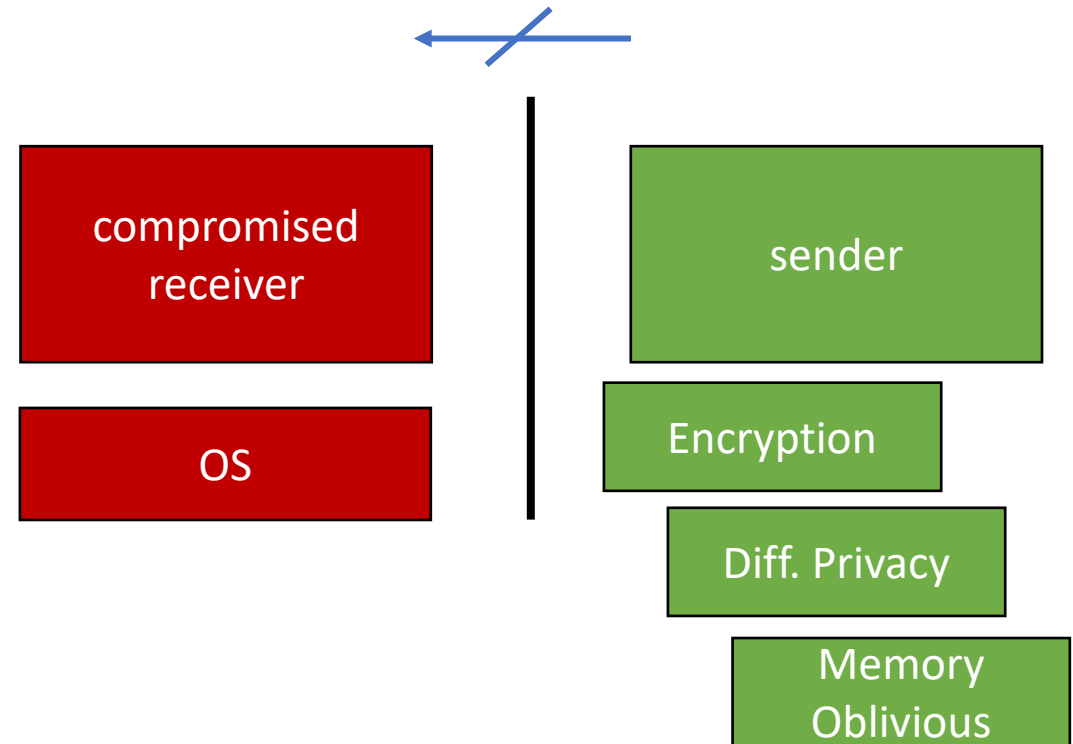 compromised
receiver
sender
OS
Encryption
Diff. Privacy
Memory
Oblivious